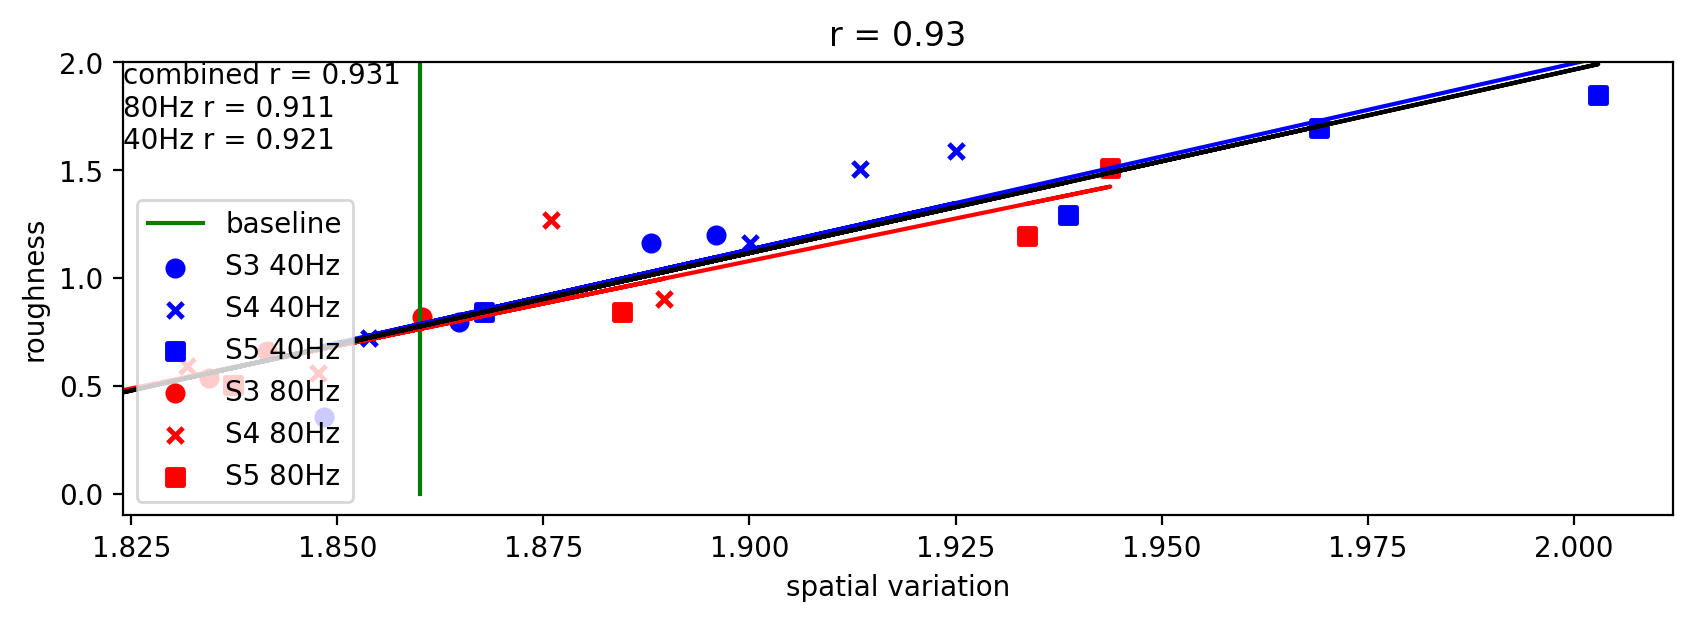 r = 0.93
combined r = 0.931
80Hz r = 0.911
40Hz r = 0.921
baseline
S3 40Hz
S4 40Hz
S5 40Hz
S3 80Hz
S4 80Hz
S5 80Hz
roughness
2.0
1.5
1.0
0.5
0.0
1.825 1.850 1.875 1.900 1.925 1.950 1.975 2.000
spatial variation